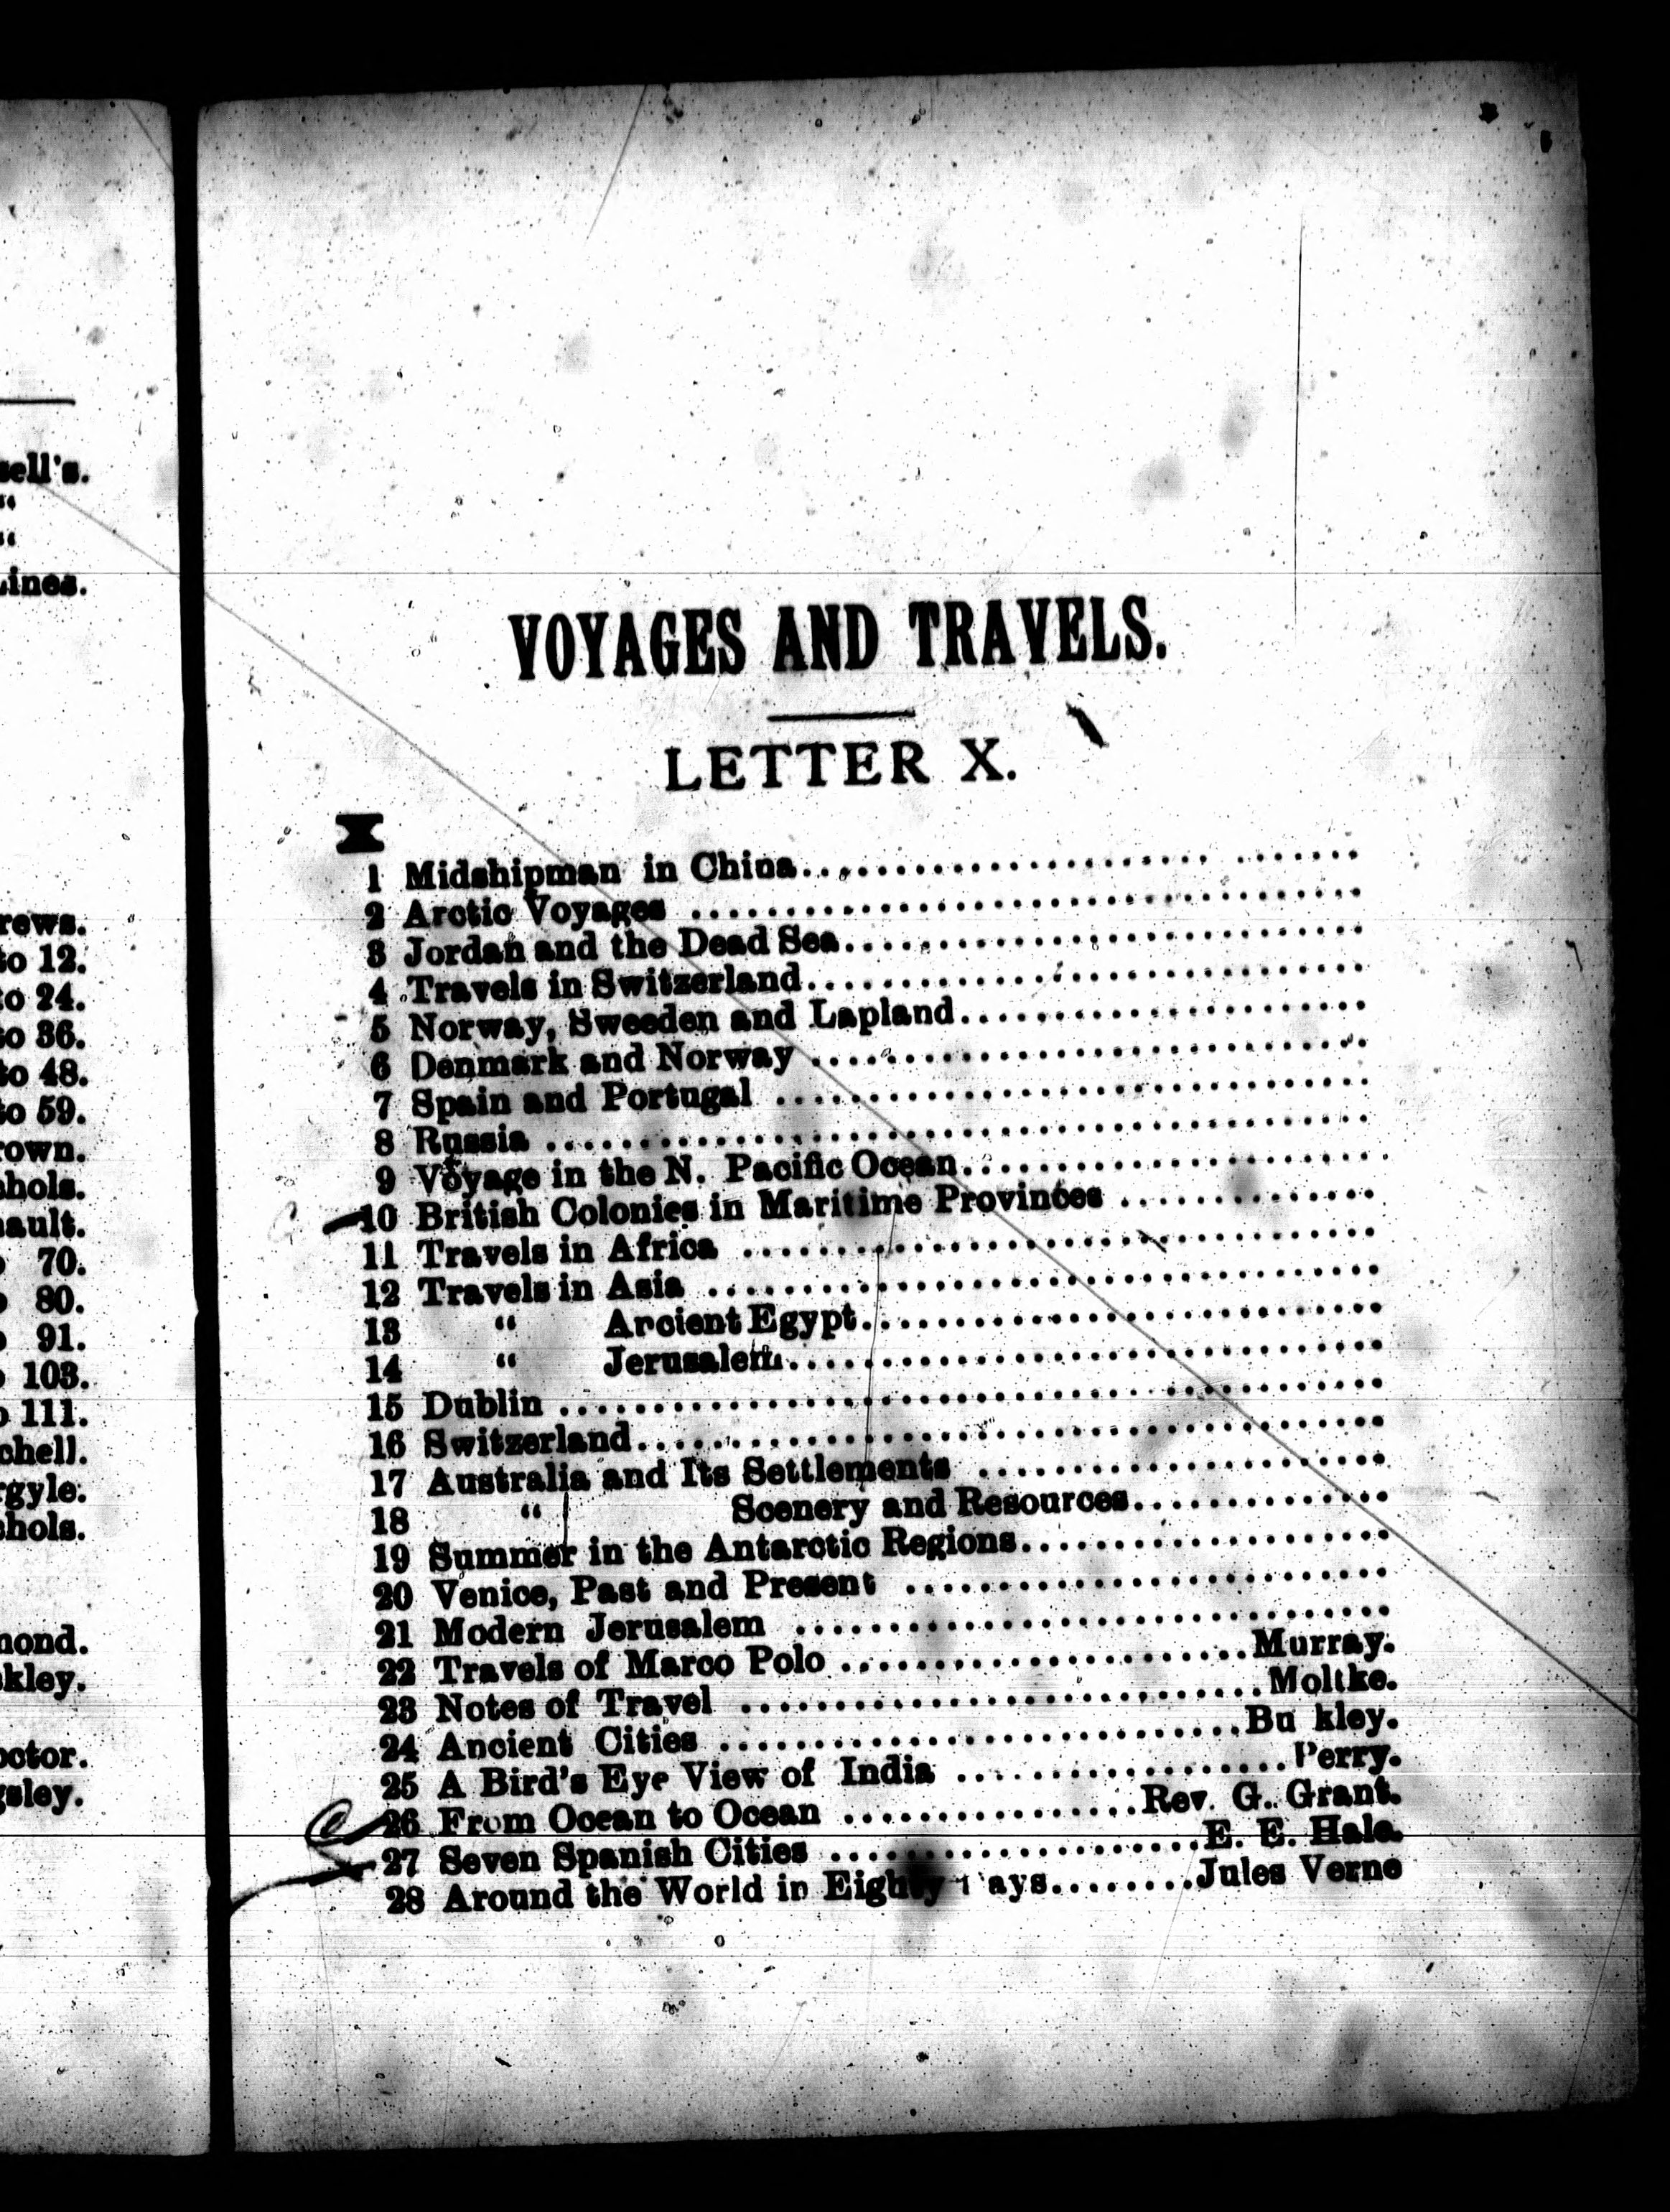 sell's.
"
"
Lines.
rews.
to 12.
to 24.
to 36.
to 48.
to 59.
rown.
chols.
ault.
70.
80.
91.
103.
111.
chell.
rgyle.
chols.
mond.
kley.
octor.
gsley.
VOYAGES AND TRAVELS.
LETTER X.
X
1 Midshipman in China
2 Arctic Voyages
3 Jordan and the Dead Sea
4 Travels in Switzerland
5 Norway, Sweeden and Lapland
6 Denmark and Norway
7 Spain and Portugal
8 Russia
9 Voyage in the N. Pacific Ocean
10 British Colonies in Maritime Provinces
11 Travels in Africa
12 Travels in Asia
13 " Ancient Egypt
14 " Jerusalem
15 Dublin
16 Switzerland
17 Australia and Its Settlements
18 " Scenery and Resources
19 Summer in the Antarctic Regions
20 Venice, Past and Present
21 Modern Jerusalem
22 Travels of Marco Polo Murray.
23 Notes of Travel Moltke.
24 Ancient Cities Bu kley.
25 A Bird's Eye View of India Perry.
26 From Ocean to Ocean Rev. G. Grant.
27 Seven Spanish Cities E. E. Hale.
28 Around the World in Eighty ays Jules Verne